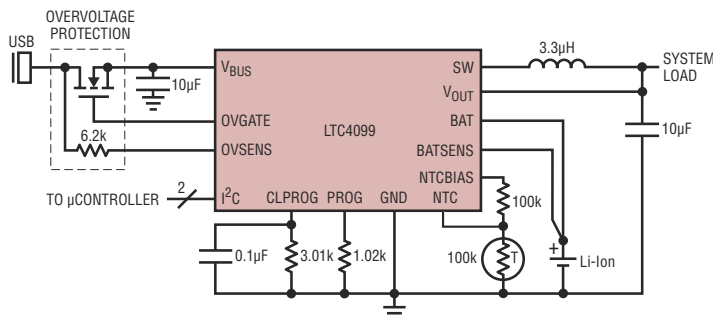 OVERVOLTAGE
PROTECTION
USB
3.3µH
VBUS
SW
SYSTEM
LOAD
10µF
VOUT
OVGATE
BAT
10µF
LTC4099
6.2k
OVSENS
BATSENS
NTCBIAS
TO µCONTROLLER
2
I2C
CLPROG
PROG
GND
NTC
100k
0.1µF
3.01k
1.02k
100k
T
+
Li-Ion